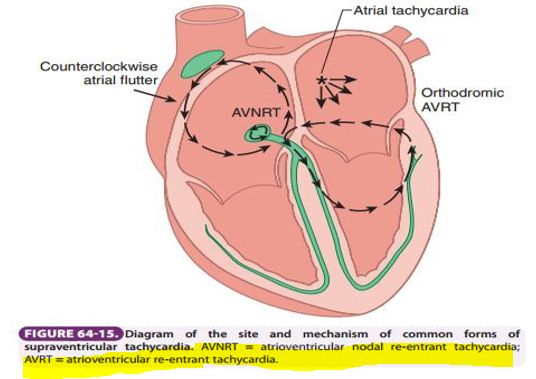 Atrial tachycardia
Counterclockwise
atrial flutter
Orthodromic
AVRT
AVNRT
*
FIGURE 64-15. Diagram of the site and mechanism of common forms of
supraventricular tachycardia. AVNRT = atrioventricular nodal re-entrant tachycardia;
AVRT = atrioventricular re-entrant tachycardia.